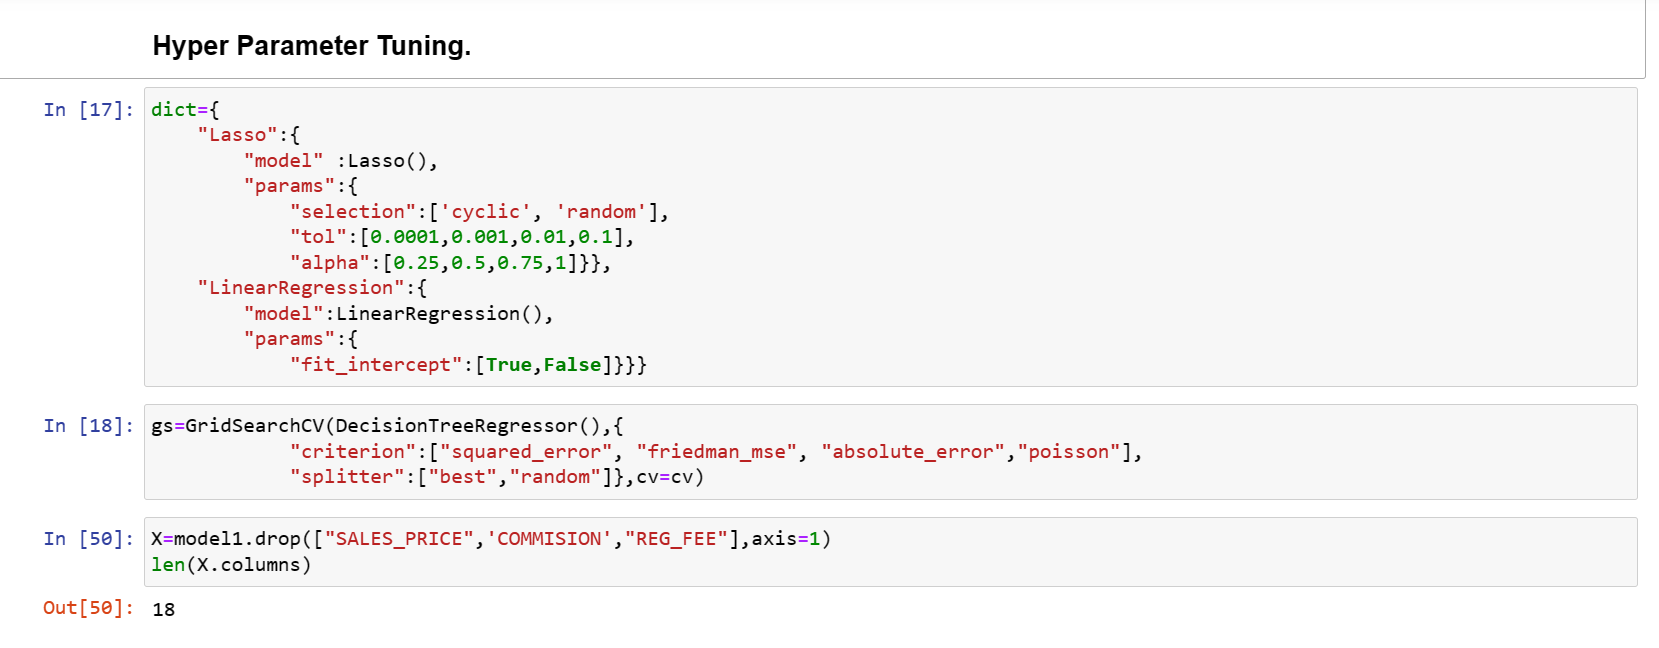 Hyper Parameter Tuning.
In [17]: dict={
"Lasso":{
"model" :Lasso(),
"params":{
"selection":['cyclic', 'random'],
"tol":[0.0001,0.001,0.01,0.1],
"alpha":[0.25,0.5,0.75,1]}},
"LinearRegression":{
"model":LinearRegression(),
"params":{
"fit_intercept":[True,False]}}}
In [18]: gs=GridSearchCV(DecisionTreeRegressor(),{
"criterion":["squared_error", "friedman_mse", "absolute_error","poisson"],
"splitter":["best","random"]},cv=cv)
In [50]: X=model1.drop(["SALES_PRICE",'COMMISION',"REG_FEE"],axis=1)
len(X.columns)
Out[50]: 18